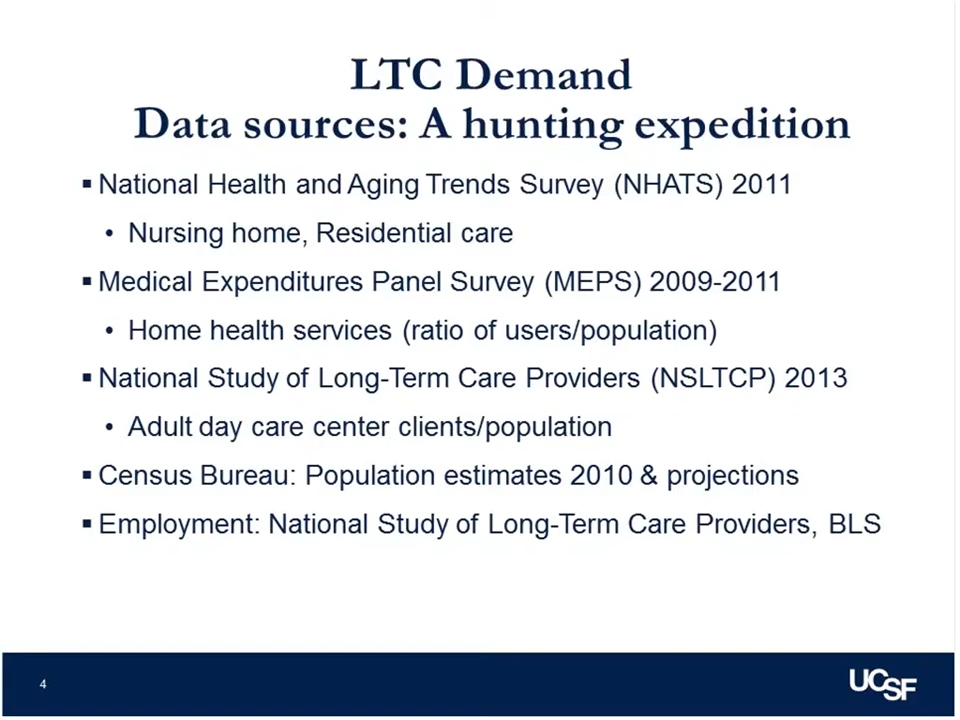 LTC Demand
Data sources: A hunting expedition
▪ National Health and Aging Trends Survey (NHATS) 2011
• Nursing home, Residential care
▪ Medical Expenditures Panel Survey (MEPS) 2009-2011
• Home health services (ratio of users/population)
▪ National Study of Long-Term Care Providers (NSLTCP) 2013
• Adult day care center clients/population
▪ Census Bureau: Population estimates 2010 & projections
▪ Employment: National Study of Long-Term Care Providers, BLS
4
UCSF